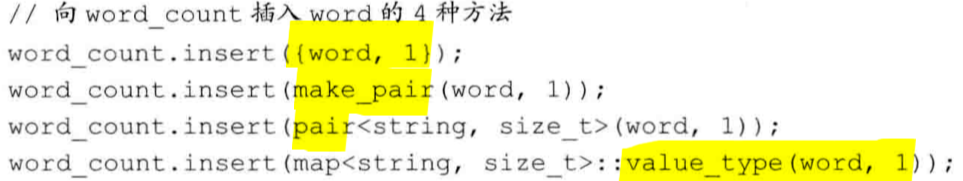 // 向 word_count 插入 word 的 4 种方法
word_count.insert({word, 1});
word_count.insert(make_pair(word, 1));
word_count.insert(pair<string, size_t>(word, 1));
word_count.insert(map<string, size_t>::value_type(word, 1));